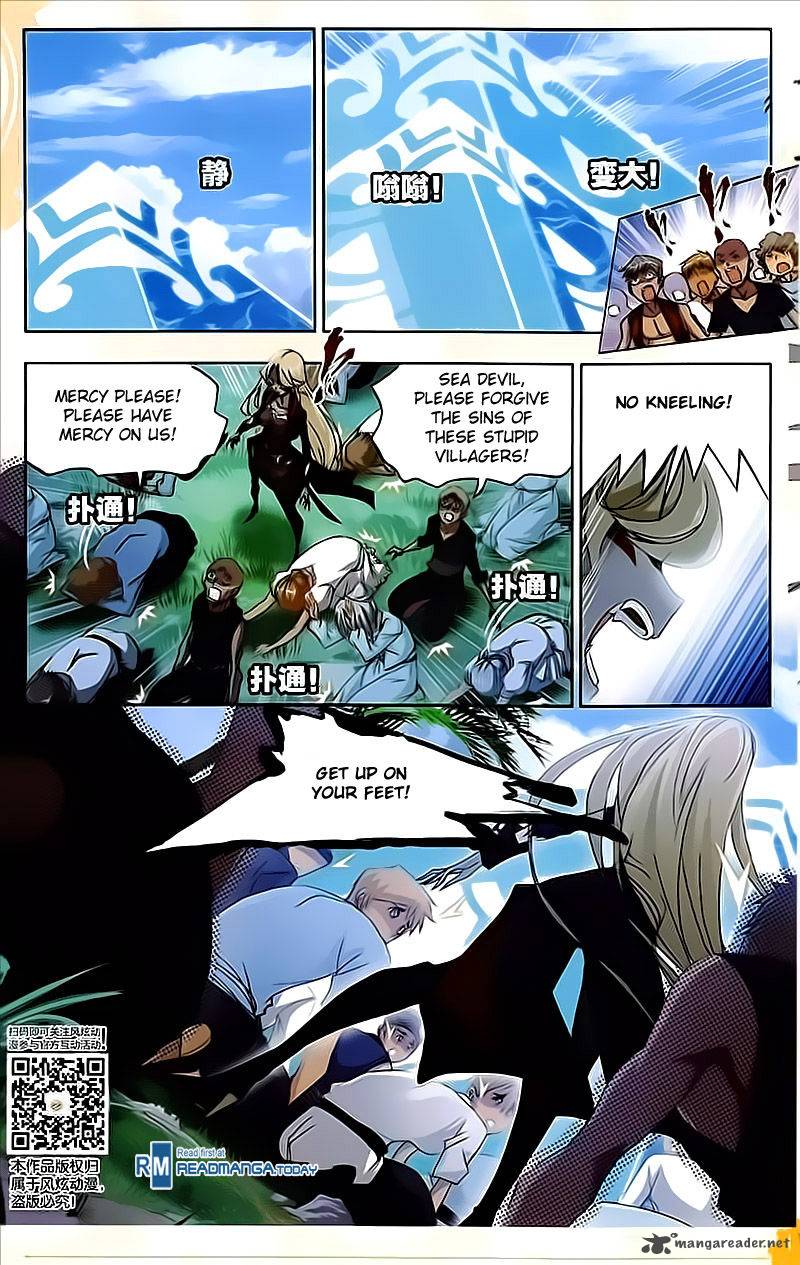 静
嗡嗡!
变大!
MERCY PLEASE!
PLEASE HAVE
MERCY ON US!
SEA DEVIL,
PLEASE FORGIVE
THE SINS OF
THESE STUPID
VILLAGERS!
NO KNEELING!
扑通!
扑通!
扑通!
GET UP ON
YOUR FEET!
扫码即可关注风炫动漫
参与官方互动活动!
本作品版权归
属于风炫动漫,
盗版必究!
RM
Read first at
READMANGA.TODAY
mangareader.net